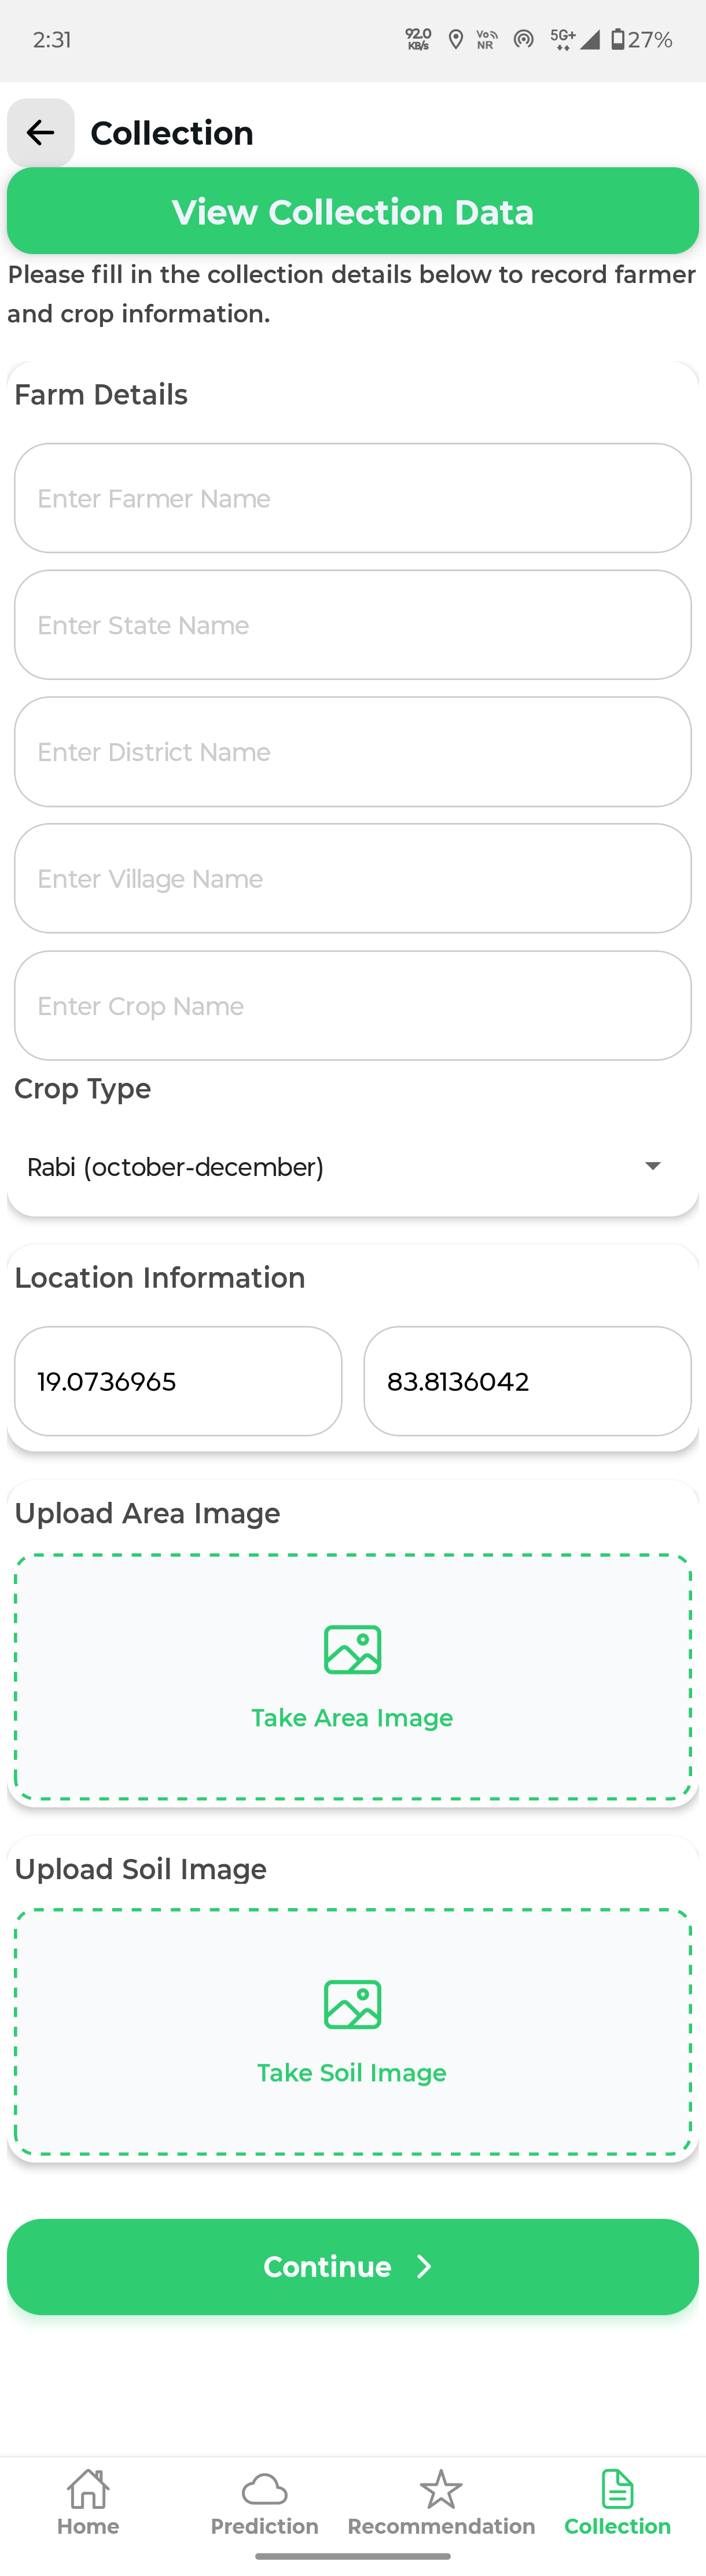 2:31 92.0 KB/s Vo NR 5G+ 27%
Collection
View Collection Data
Please fill in the collection details below to record farmer
and crop information.
Farm Details
Enter Farmer Name
Enter State Name
Enter District Name
Enter Village Name
Enter Crop Name
Crop Type
Rabi (october-december)
Location Information
19.0736965 83.8136042
Upload Area Image
Take Area Image
Upload Soil Image
Take Soil Image
Continue
Home Prediction Recommendation Collection